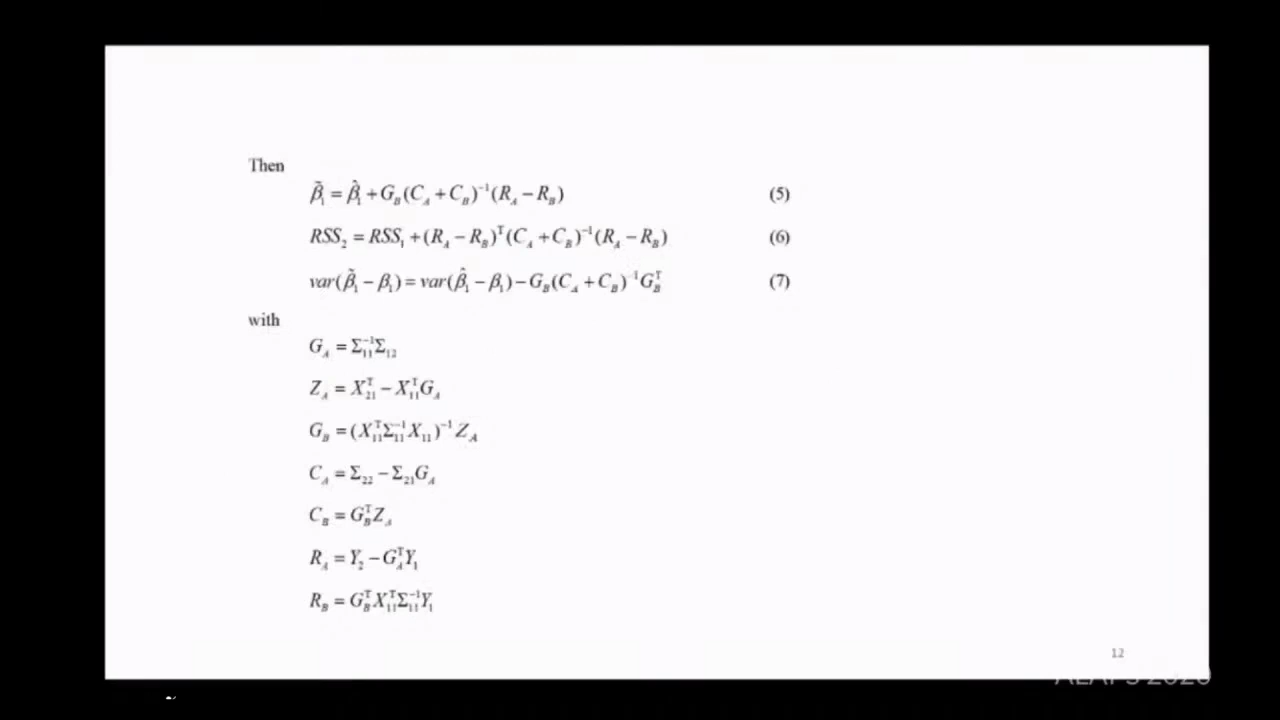 Then
β̃₁ = β̂₁ + G_B(C_A + C_B)⁻¹(R_A − R_B) (5)
RSS₂ = RSS₁ + (R_A − R_B)ᵀ(C_A + C_B)⁻¹(R_A − R_B) (6)
var(β̃₁ − β₁) = var(β̂₁ − β₁) − G_B(C_A + C_B)⁻¹G_Bᵀ (7)
with
G_A = Σ₁₁⁻¹Σ₁₂
Z_A = X₂₁ᵀ − X₁₁ᵀG_A
G_B = (X₁₁ᵀΣ₁₁⁻¹X₁₁)⁻¹Z_A
C_A = Σ₂₂ − Σ₂₁G_A
C_B = G_BᵀZ_A
R_A = Y₂ − G_AᵀY₁
R_B = G_BᵀX₁₁ᵀΣ₁₁⁻¹Y₁
12